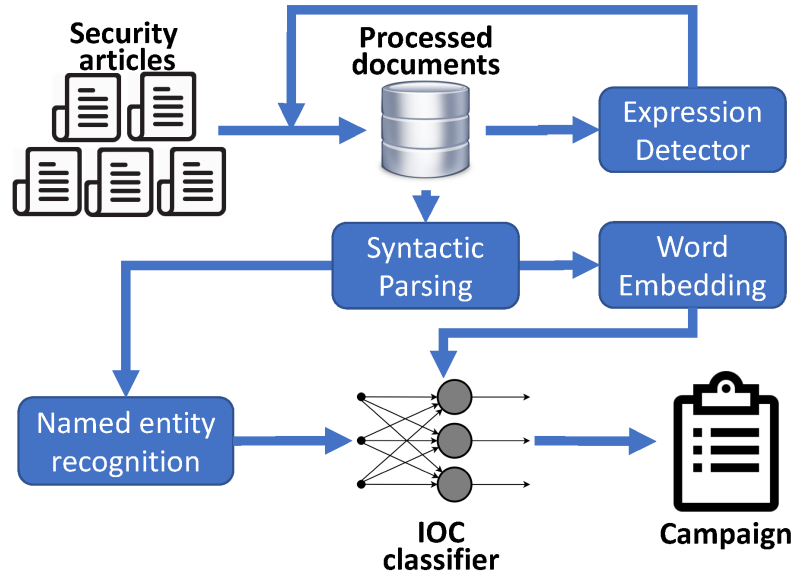 Security
articles
Processed
documents
Expression
Detector
Syntactic
Parsing
Word
Embedding
Named entity
recognition
IOC
classifier
Campaign